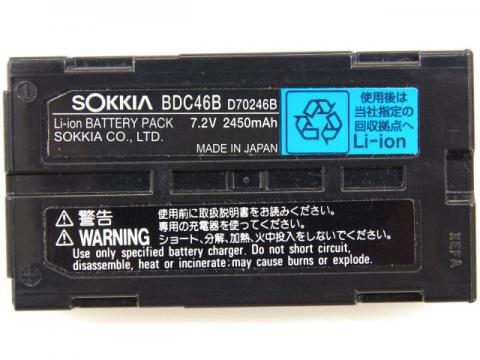 SOKKIA BDC46B D70246B
Li-ion BATTERY PACK 7.2V 2450mAh
SOKKIA CO., LTD.
MADE IN JAPAN
使用後は
当社指定の
回収拠点へ
Li-ion
警告 使用前に取扱説明書をお読みください。
専用の充電器を使って下さい。
WARNING ショート、分解、加熱、火中投入をしないでください。
Use only specified battery charger. Do not short circuit,
disassemble, heat or incinerate; may cause burns or explode.